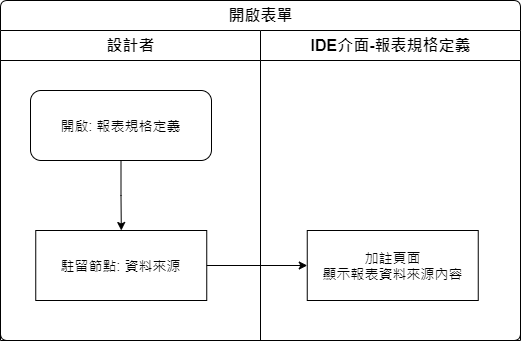 開啟表單
設計者
IDE介面-報表規格定義
開啟: 報表規格定義
駐留節點: 資料來源
加註頁面
顯示報表資料來源內容